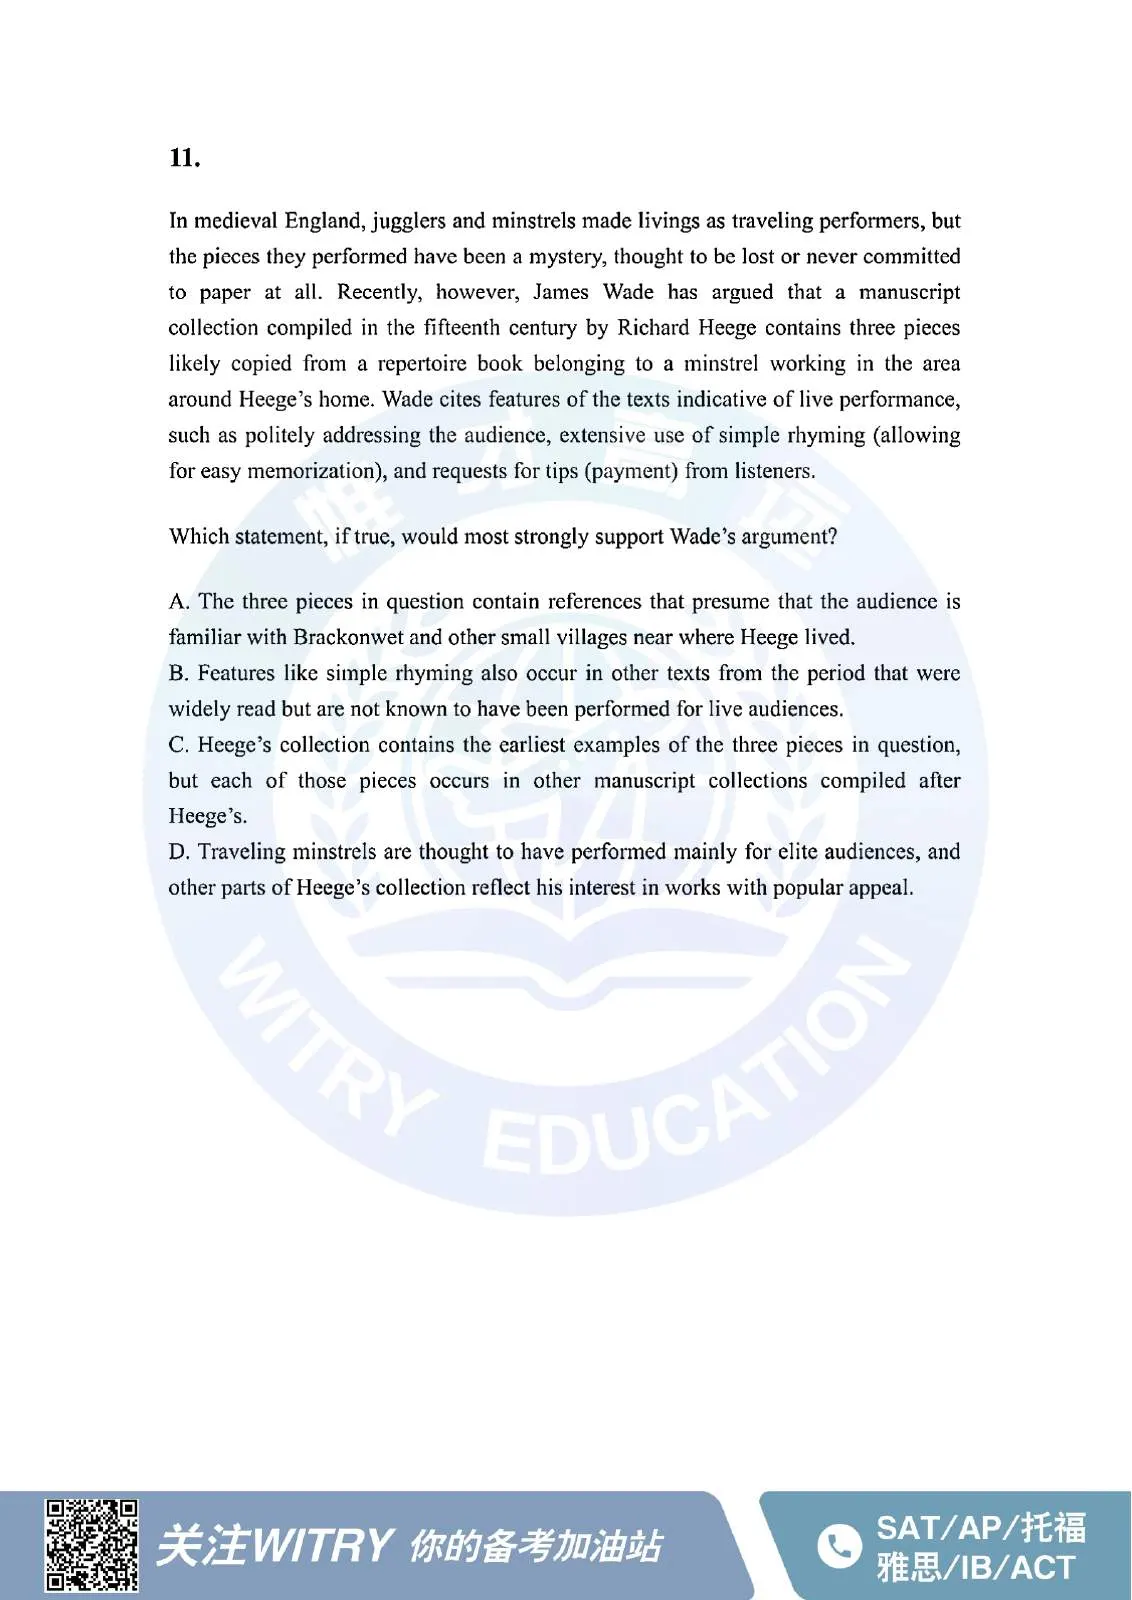 11.
In medieval England, jugglers and minstrels made livings as traveling performers, but
the pieces they performed have been a mystery, thought to be lost or never committed
to paper at all. Recently, however, James Wade has argued that a manuscript
collection compiled in the fifteenth century by Richard Heege contains three pieces
likely copied from a repertoire book belonging to a minstrel working in the area
around Heege's home. Wade cites features of the texts indicative of live performance,
such as politely addressing the audience, extensive use of simple rhyming (allowing
for easy memorization), and requests for tips (payment) from listeners.
Which statement, if true, would most strongly support Wade's argument?
A. The three pieces in question contain references that presume that the audience is
familiar with Brackonwet and other small villages near where Heege lived.
B. Features like simple rhyming also occur in other texts from the period that were
widely read but are not known to have been performed for live audiences.
C. Heege's collection contains the earliest examples of the three pieces in question,
but each of those pieces occurs in other manuscript collections compiled after
Heege's.
D. Traveling minstrels are thought to have performed mainly for elite audiences, and
other parts of Heege's collection reflect his interest in works with popular appeal.
WITRY EDUCATION
关注WITRY 你的备考加油站
SAT/AP/托福
雅思/IB/ACT